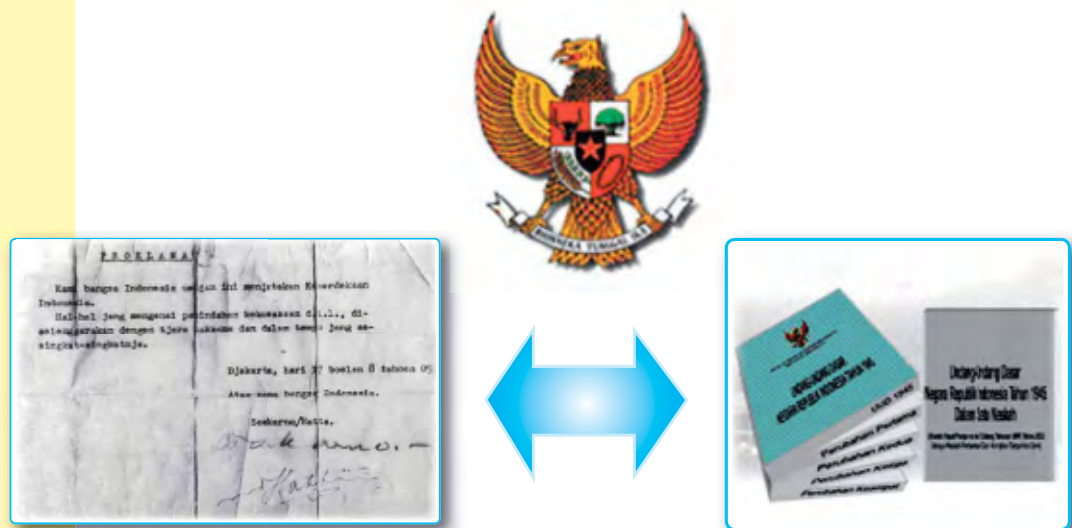 BHINNEKA TUNGGAL IKA
PROKLAMASI
Kami bangsa Indonesia dengan ini menjatakan Kemerdekaan
Indonesia.
Hal-hal jang mengenai pemindahan kekoeasaan d.l.l., di-
selenggarakan dengan tjara saksama dan dalam tempo jang se-
singkat-singkatnja.
Djakarta, hari 17 boelan 8 tahoen 05
Atas nama bangsa Indonesia.
Soekarno/Hatta.
UNDANG-UNDANG DASAR
NEGARA REPUBLIK INDONESIA TAHUN 1945
UUD 1945
Perubahan Pertama
Perubahan Kedua
Perubahan Ketiga
Perubahan Keempat
Undang-Undang Dasar
Negara Republik Indonesia Tahun 1945
Dalam Satu Naskah